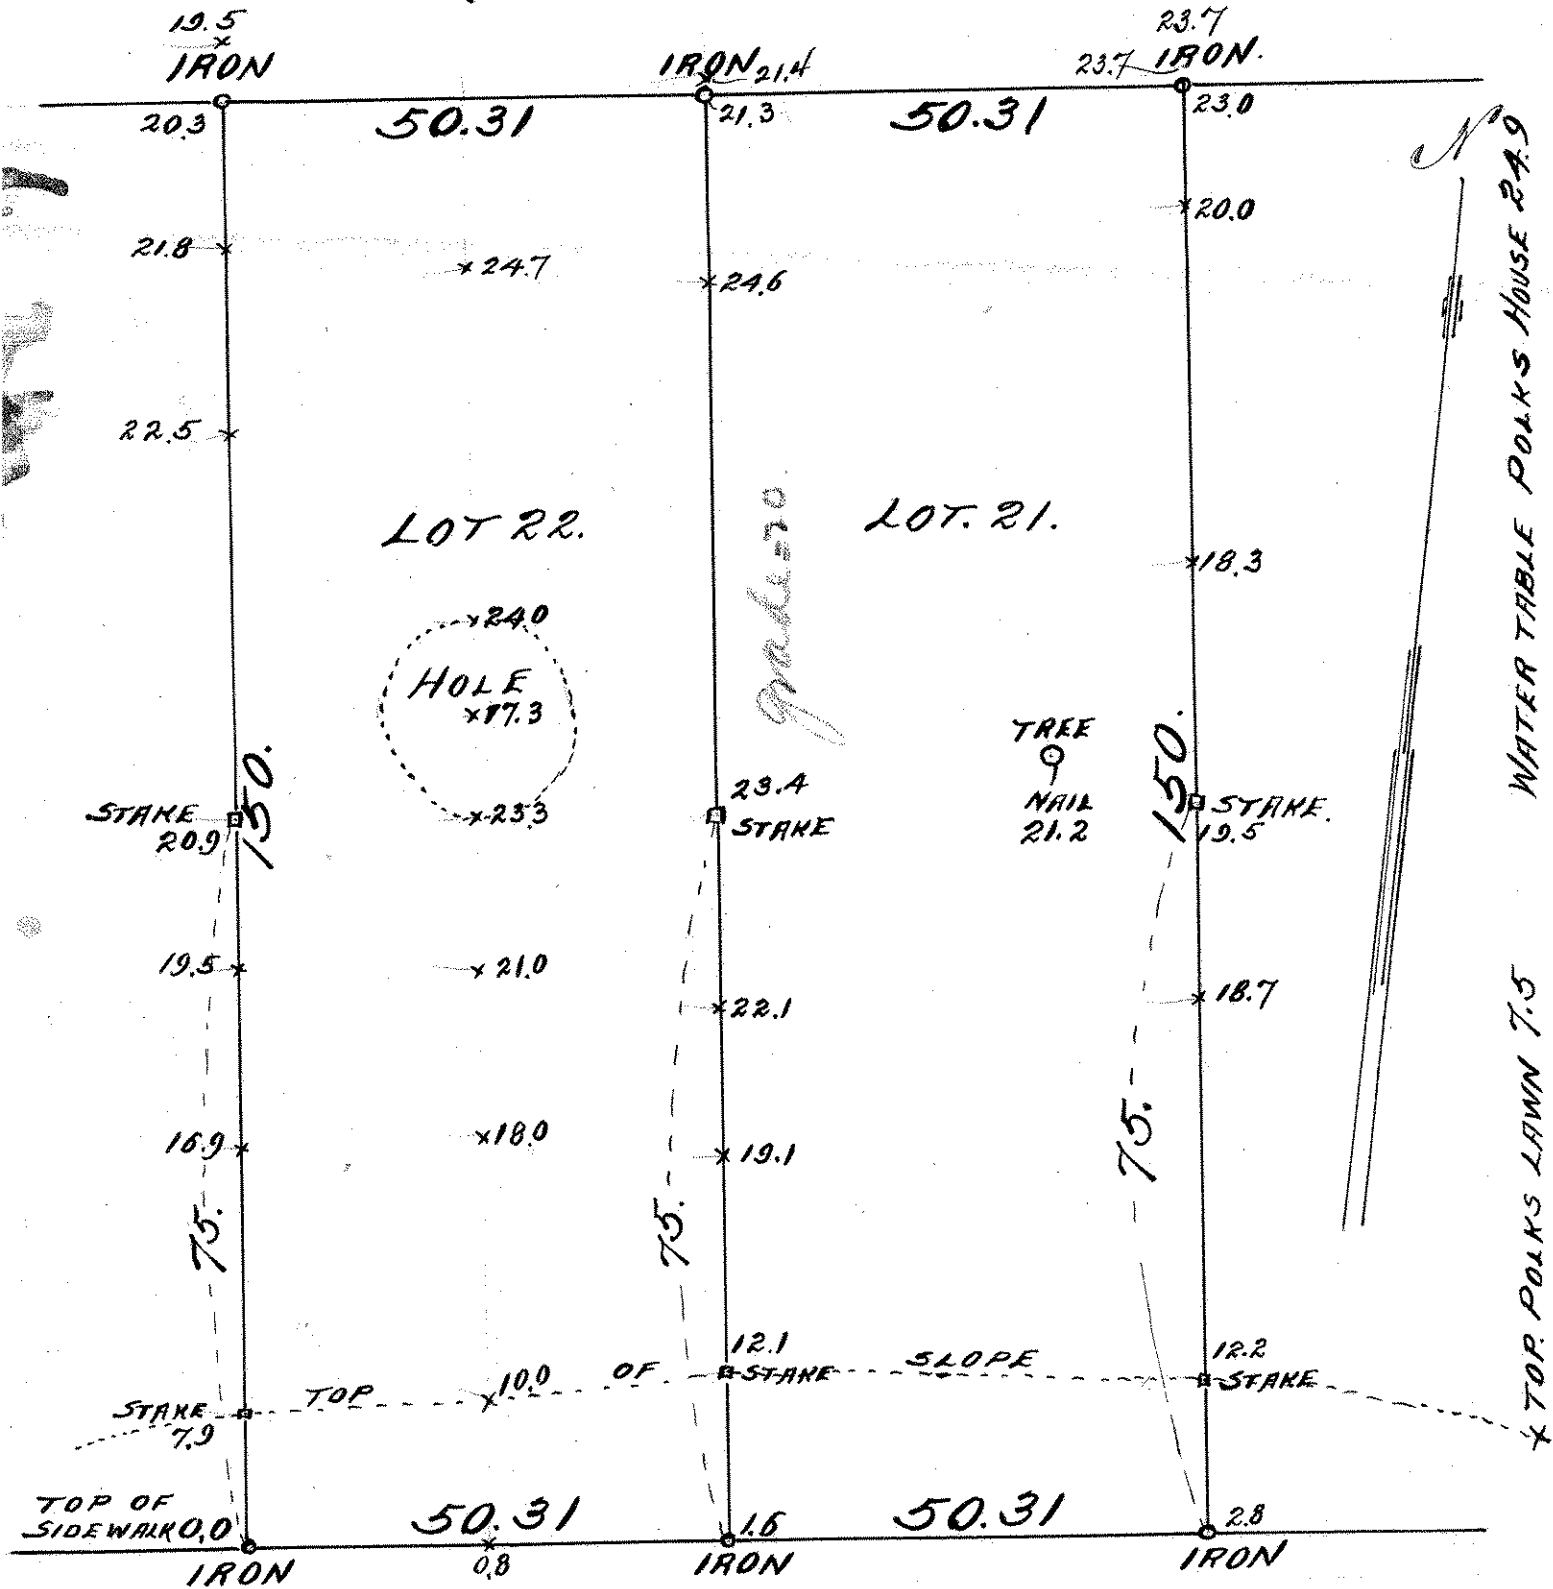 19.5
IRON
IRON 21.4
23.7
23.7 IRON.
20.3
50.31
21.3
50.31
23.0
N
20.0
21.8
24.7
24.6
22.5
LOT 22.
LOT. 21.
18.3
24.0
HOLE
17.3
23.3
TREE
NAIL
21.2
150.
150.
STAKE
20.9
23.4
STAKE
STAKE.
19.5
19.5
21.0
22.1
18.7
16.9
18.0
19.1
75.
75.
75.
12.1
STAKE
12.2
STAKE
TOP
10.0
OF
SLOPE
STAKE
7.9
TOP OF
SIDEWALK 0,0
50.31
1.6
50.31
2.8
IRON
0.8
IRON
IRON
WATER TABLE POLKS HOUSE 24.9
TOP. POLKS LAWN 7.5